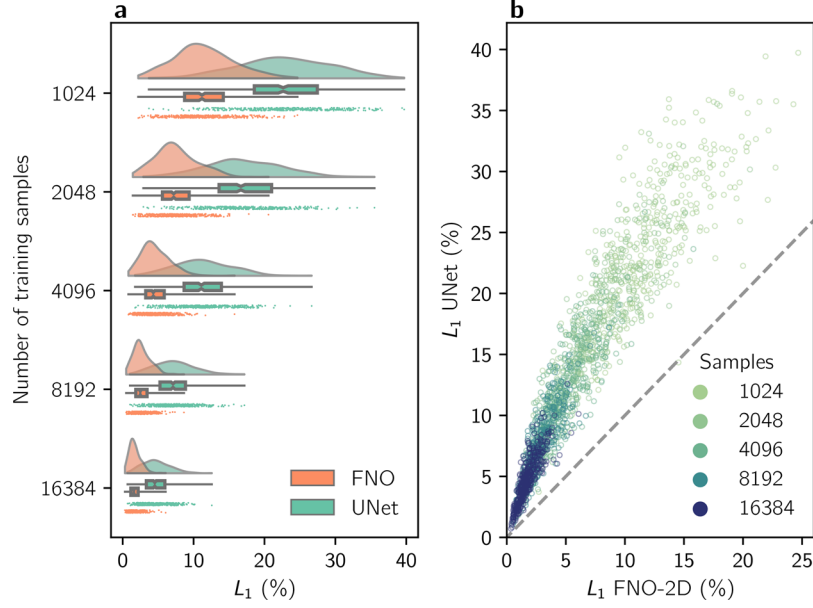 a
Number of training samples
1024
2048
4096
8192
16384
FNO
UNet
0 10 20 30 40
L₁ (%)
b
L₁ UNet (%)
40
35
30
25
20
15
10
5
0
Samples
1024
2048
4096
8192
16384
0 5 10 15 20 25
L₁ FNO-2D (%)